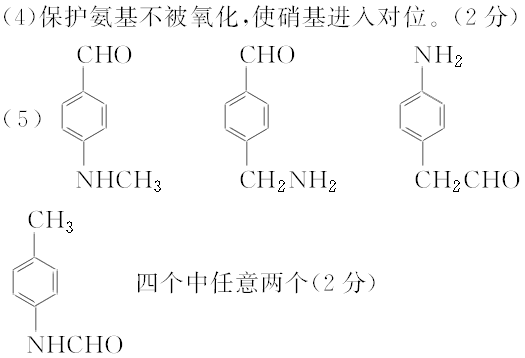 (4)保护氨基不被氧化,使硝基进入对位。(2分)
CHO CHO NH₂
(5)
NHCH₃ CH₂NH₂ CH₂CHO
CH₃
四个中任意两个(2分)
NHCHO